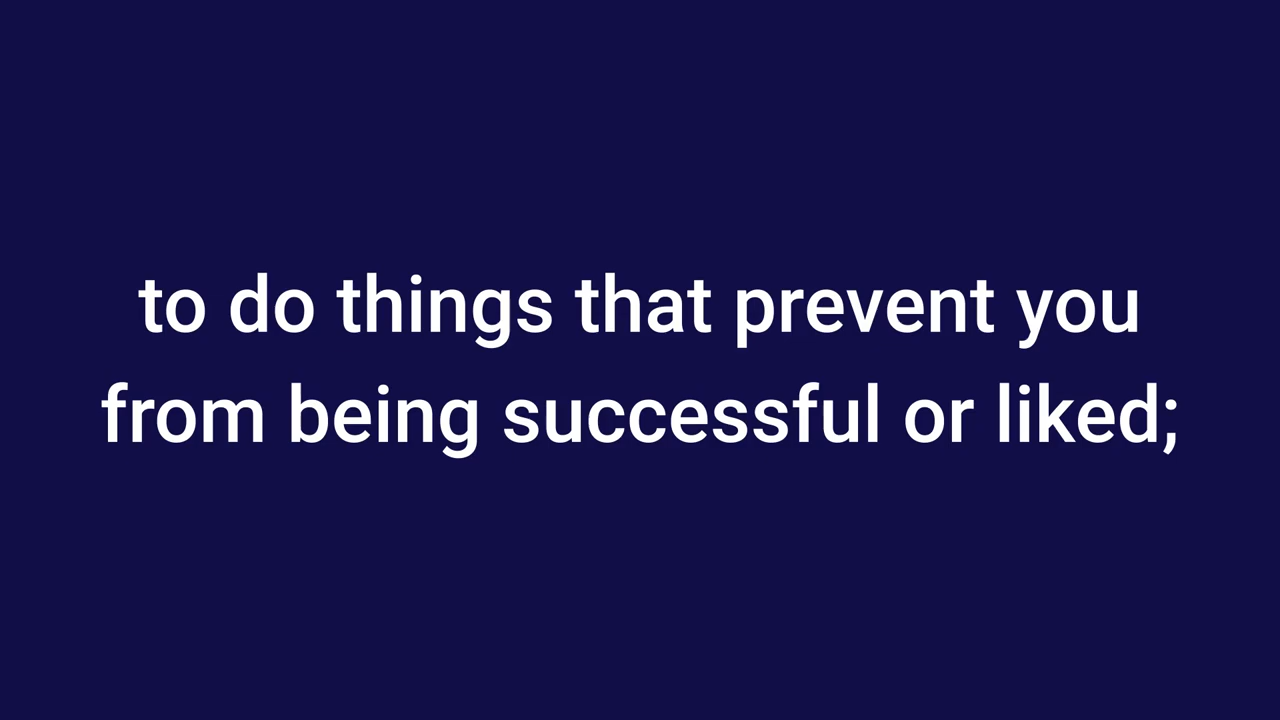 to do things that prevent you
from being successful or liked;